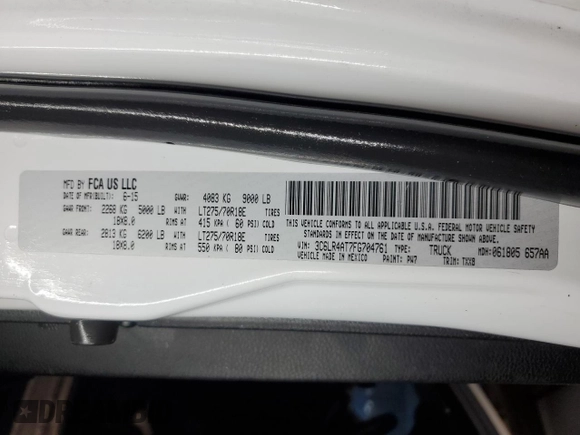 MFD BY FCA US LLC
DATE OF MFR(BUILT): 6-15 GVWR: 4083 KG 9000 LB
GAWR FRONT: 2268 KG 5000 LB WITH LT275/70R18E TIRES
18X8.0 RIMS AT 415 KPA ( 60 PSI) COLD
GAWR REAR: 2813 KG 6200 LB WITH LT275/70R18E TIRES
18X8.0 RIMS AT 550 KPA ( 80 PSI) COLD
THIS VEHICLE CONFORMS TO ALL APPLICABLE U.S.A. FEDERAL MOTOR VEHICLE SAFETY
STANDARDS IN EFFECT ON THE DATE OF MANUFACTURE SHOWN ABOVE.
VIN: 3C6LR4AT7FG704761 TYPE: TRUCK MDH: 061805 657AA
VEHICLE MADE IN MEXICO PAINT: PW7 TRIM: TXX8